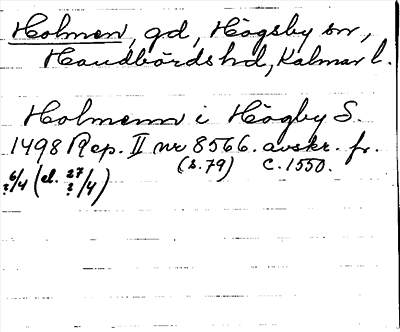 Holmen, gd, Högsby sn,
Handbörds hd, Kalmar l.
Holmenn i Högby S.
1498 Rep. II nr 8566. avskr. fr.
(s. 79) c. 1550.
6/4 (el. 27/4)
? ?